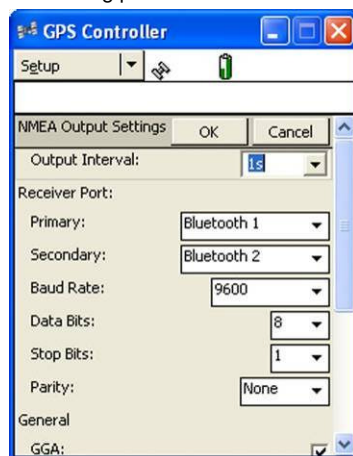 GPS Controller
Setup
NMEA Output Settings OK Cancel
Output Interval: 1s
Receiver Port:
Primary: Bluetooth 1
Secondary: Bluetooth 2
Baud Rate: 9600
Data Bits: 8
Stop Bits: 1
Parity: None
General
GGA: